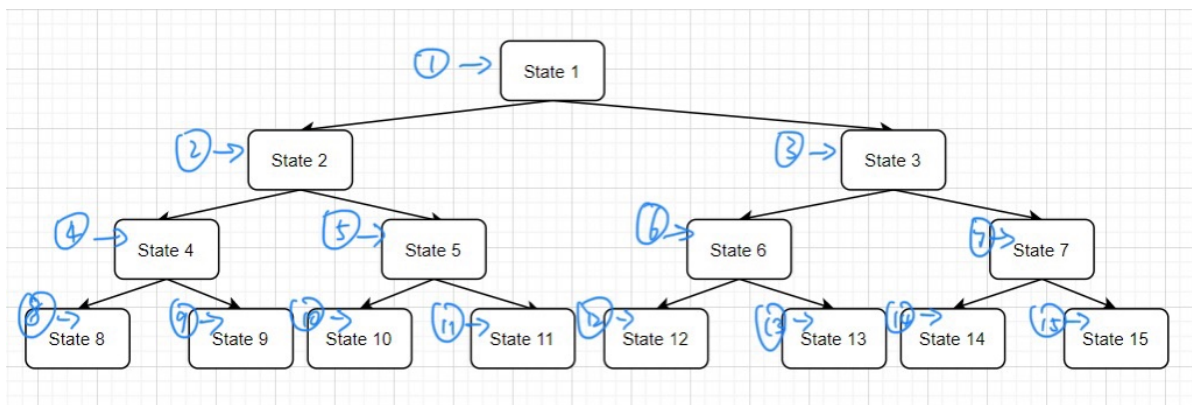 ① → State 1
② → State 2 ③ → State 3
④ → State 4 ⑤ → State 5 ⑥ → State 6 ⑦ → State 7
⑧ → State 8 ⑨ → State 9 ⑩ → State 10 ⑪ → State 11 ⑫ → State 12 ⑬ → State 13 ⑭ → State 14 ⑮ → State 15